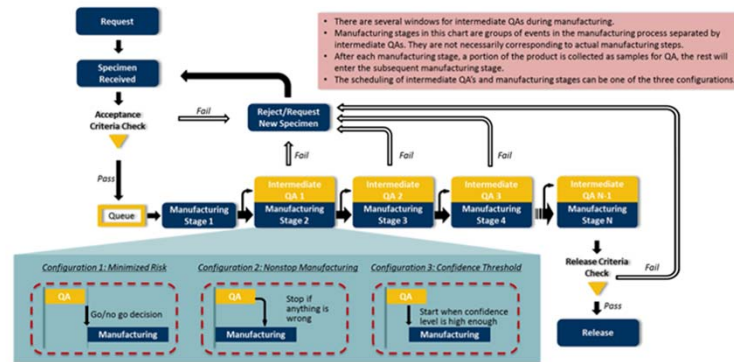 Request
Specimen
Received
Acceptance
Criteria Check
Fail
Reject/Request
New Specimen
Pass
Queue
• There are several windows for intermediate QAs during manufacturing.
• Manufacturing stages in this chart are groups of events in the manufacturing process separated by
intermediate QAs. They are not necessarily corresponding to actual manufacturing steps.
• After each manufacturing stage, a portion of the product is collected as samples for QA, the rest will
enter the subsequent manufacturing stage.
• The scheduling of intermediate QA's and manufacturing stages can be one of the three configurations.
Fail
Fail
Fail
Manufacturing
Stage 1
Intermediate
QA 1
Manufacturing
Stage 2
Intermediate
QA 2
Manufacturing
Stage 3
Intermediate
QA 3
Manufacturing
Stage 4
Intermediate
QA N-1
Manufacturing
Stage N
Release Criteria
Check
Fail
Pass
Release
Configuration 1: Minimized Risk
QA
Go/no go decision
Manufacturing
Configuration 2: Nonstop Manufacturing
QA
Stop if
anything is
wrong
Manufacturing
Configuration 3: Confidence Threshold
QA
Start when confidence
level is high enough
Manufacturing